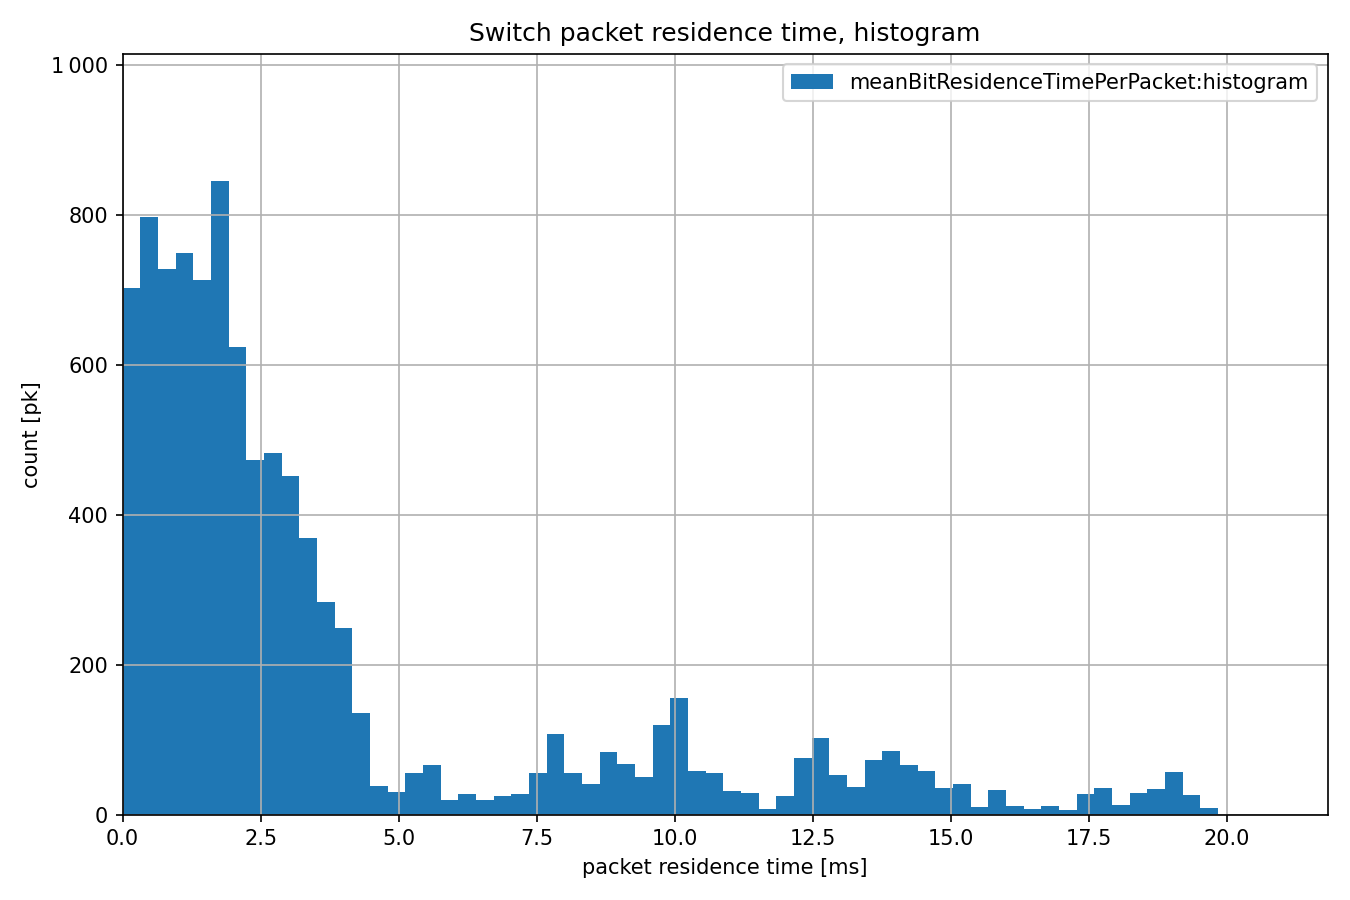 Switch packet residence time, histogram
meanBitResidenceTimePerPacket:histogram
1 000
800
600
400
200
0
count [pk]
0.0 2.5 5.0 7.5 10.0 12.5 15.0 17.5 20.0
packet residence time [ms]